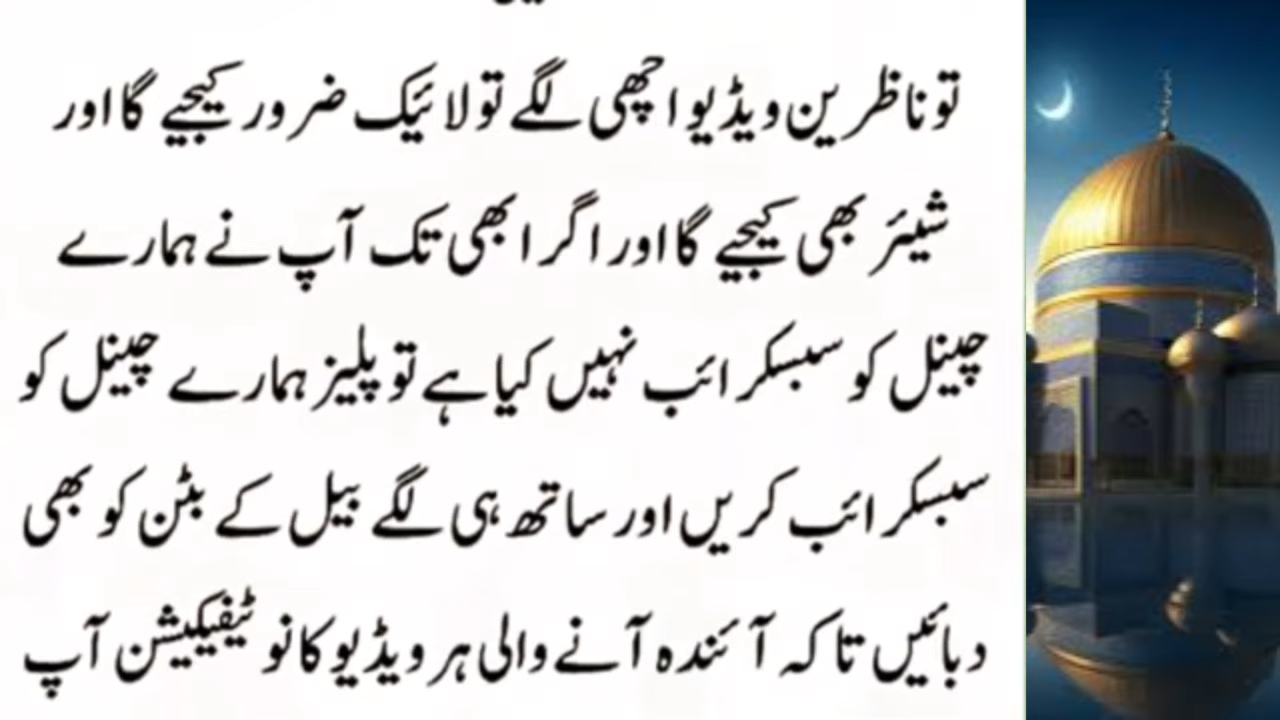 تو ناظرین ویڈیو اچھی لگے تو لائیک ضرور کیجیے گا اور
شیئر بھی کیجیے گا اور اگر ابھی تک آپ نے ہمارے
چینل کو سبسکرائب نہیں کیا ہے تو پلیز ہمارے چینل کو
سبسکرائب کریں اور ساتھ ہی لگے بیل کے بٹن کو بھی
دبائیں تاکہ آئندہ آنے والی ہر ویڈیو کا نوٹیفیکیشن آپ